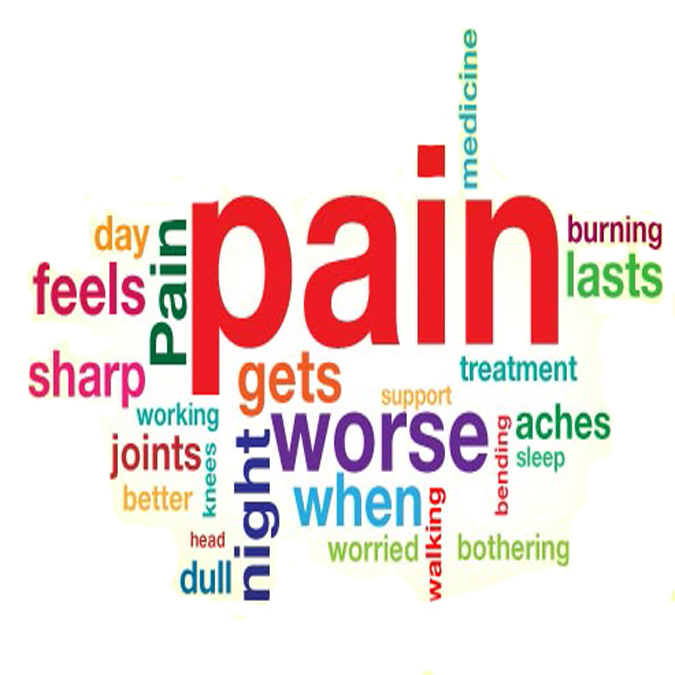 medicine
pain
day
Pain
burning
feels
lasts
sharp
gets
treatment
support
working
worse
aches
joints
knees
night
bending
sleep
better
when
walking
head
worried
bothering
dull